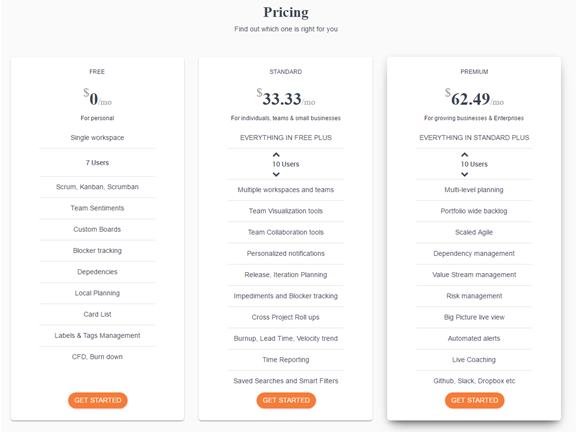 Pricing
Find out which one is right for you
FREE
$0/mo
For personal
Single workspace
7 Users
Scrum, Kanban, Scrumban
Team Sentiments
Custom Boards
Blocker tracking
Depedencies
Local Planning
Card List
Labels & Tags Management
CFD, Burn down
GET STARTED
STANDARD
$33.33/mo
For individuals, teams & small businesses
EVERYTHING IN FREE PLUS
10 Users
Multiple workspaces and teams
Team Visualization tools
Team Collaboration tools
Personalized notifications
Release, Iteration Planning
Impediments and Blocker tracking
Cross Project Roll ups
Burnup, Lead Time, Velocity trend
Time Reporting
Saved Searches and Smart Filters
GET STARTED
PREMIUM
$62.49/mo
For growing businesses & Enterprises
EVERYTHING IN STANDARD PLUS
10 Users
Multi-level planning
Portfolio wide backlog
Scaled Agile
Dependency management
Value Stream management
Risk management
Big Picture live view
Automated alerts
Live Coaching
Github, Slack, Dropbox etc
GET STARTED